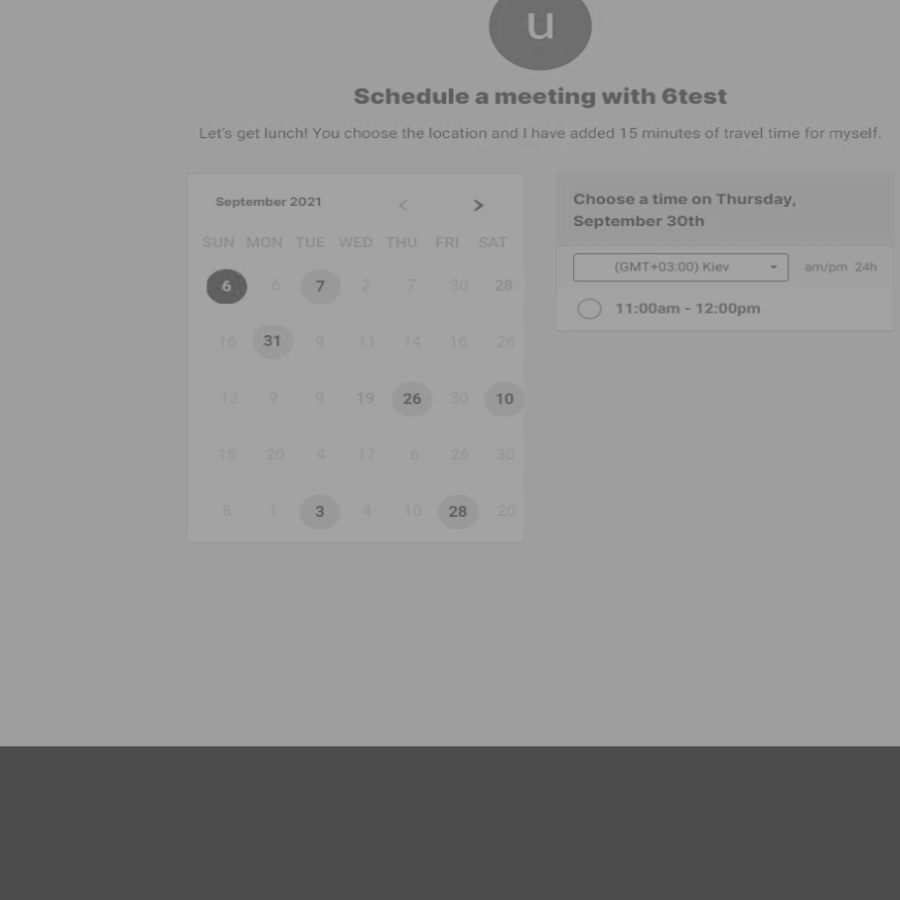 u
Schedule a meeting with 6test
Let's get lunch! You choose the location and I have added 15 minutes of travel time for myself.
September 2021 < >
SUN MON TUE WED THU FRI SAT
6 6 7 2 7 30 28
16 31 9 11 14 16 26
13 9 9 19 26 30 10
15 20 4 17 6 26 30
8 1 3 4 10 28 20
Choose a time on Thursday,
September 30th
(GMT+03:00) Kiev am/pm 24h
11:00am - 12:00pm